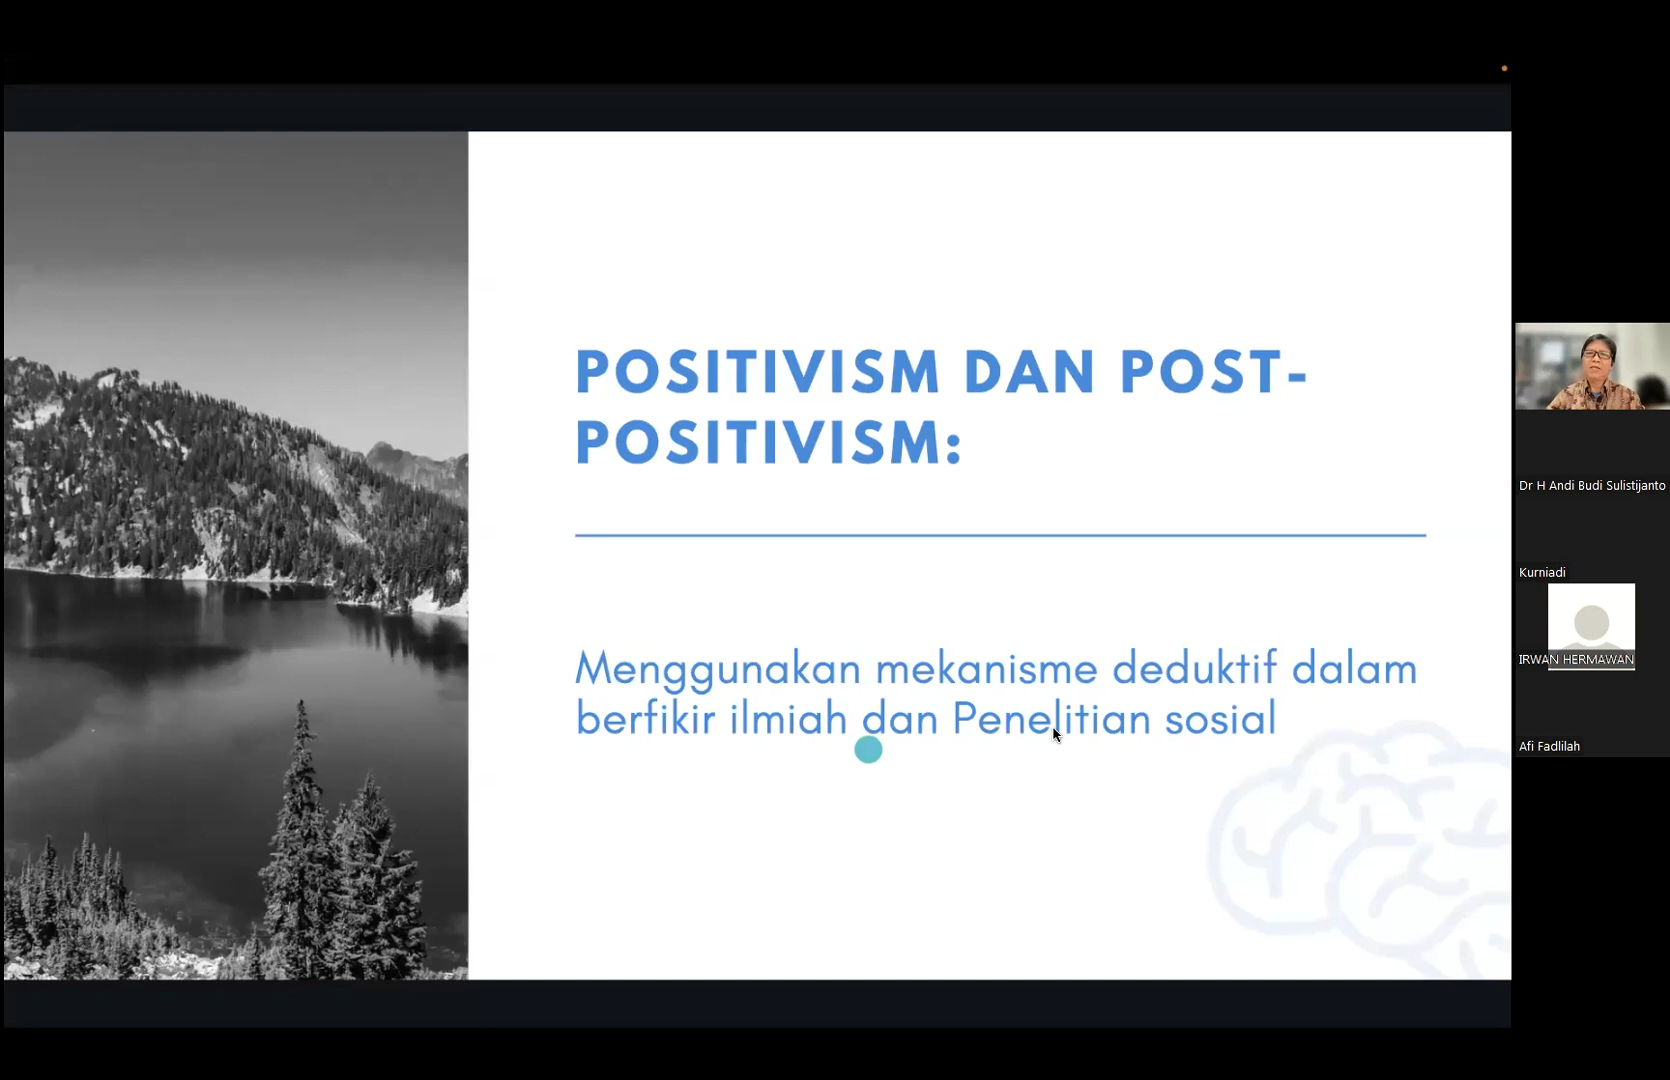 POSITIVISM DAN POST-
POSITIVISM:
Menggunakan mekanisme deduktif dalam
berfikir ilmiah dan Penelitian sosial
Dr H Andi Budi Sulistijanto
Kurniadi
IRWAN HERMAWAN
Afi Fadlilah